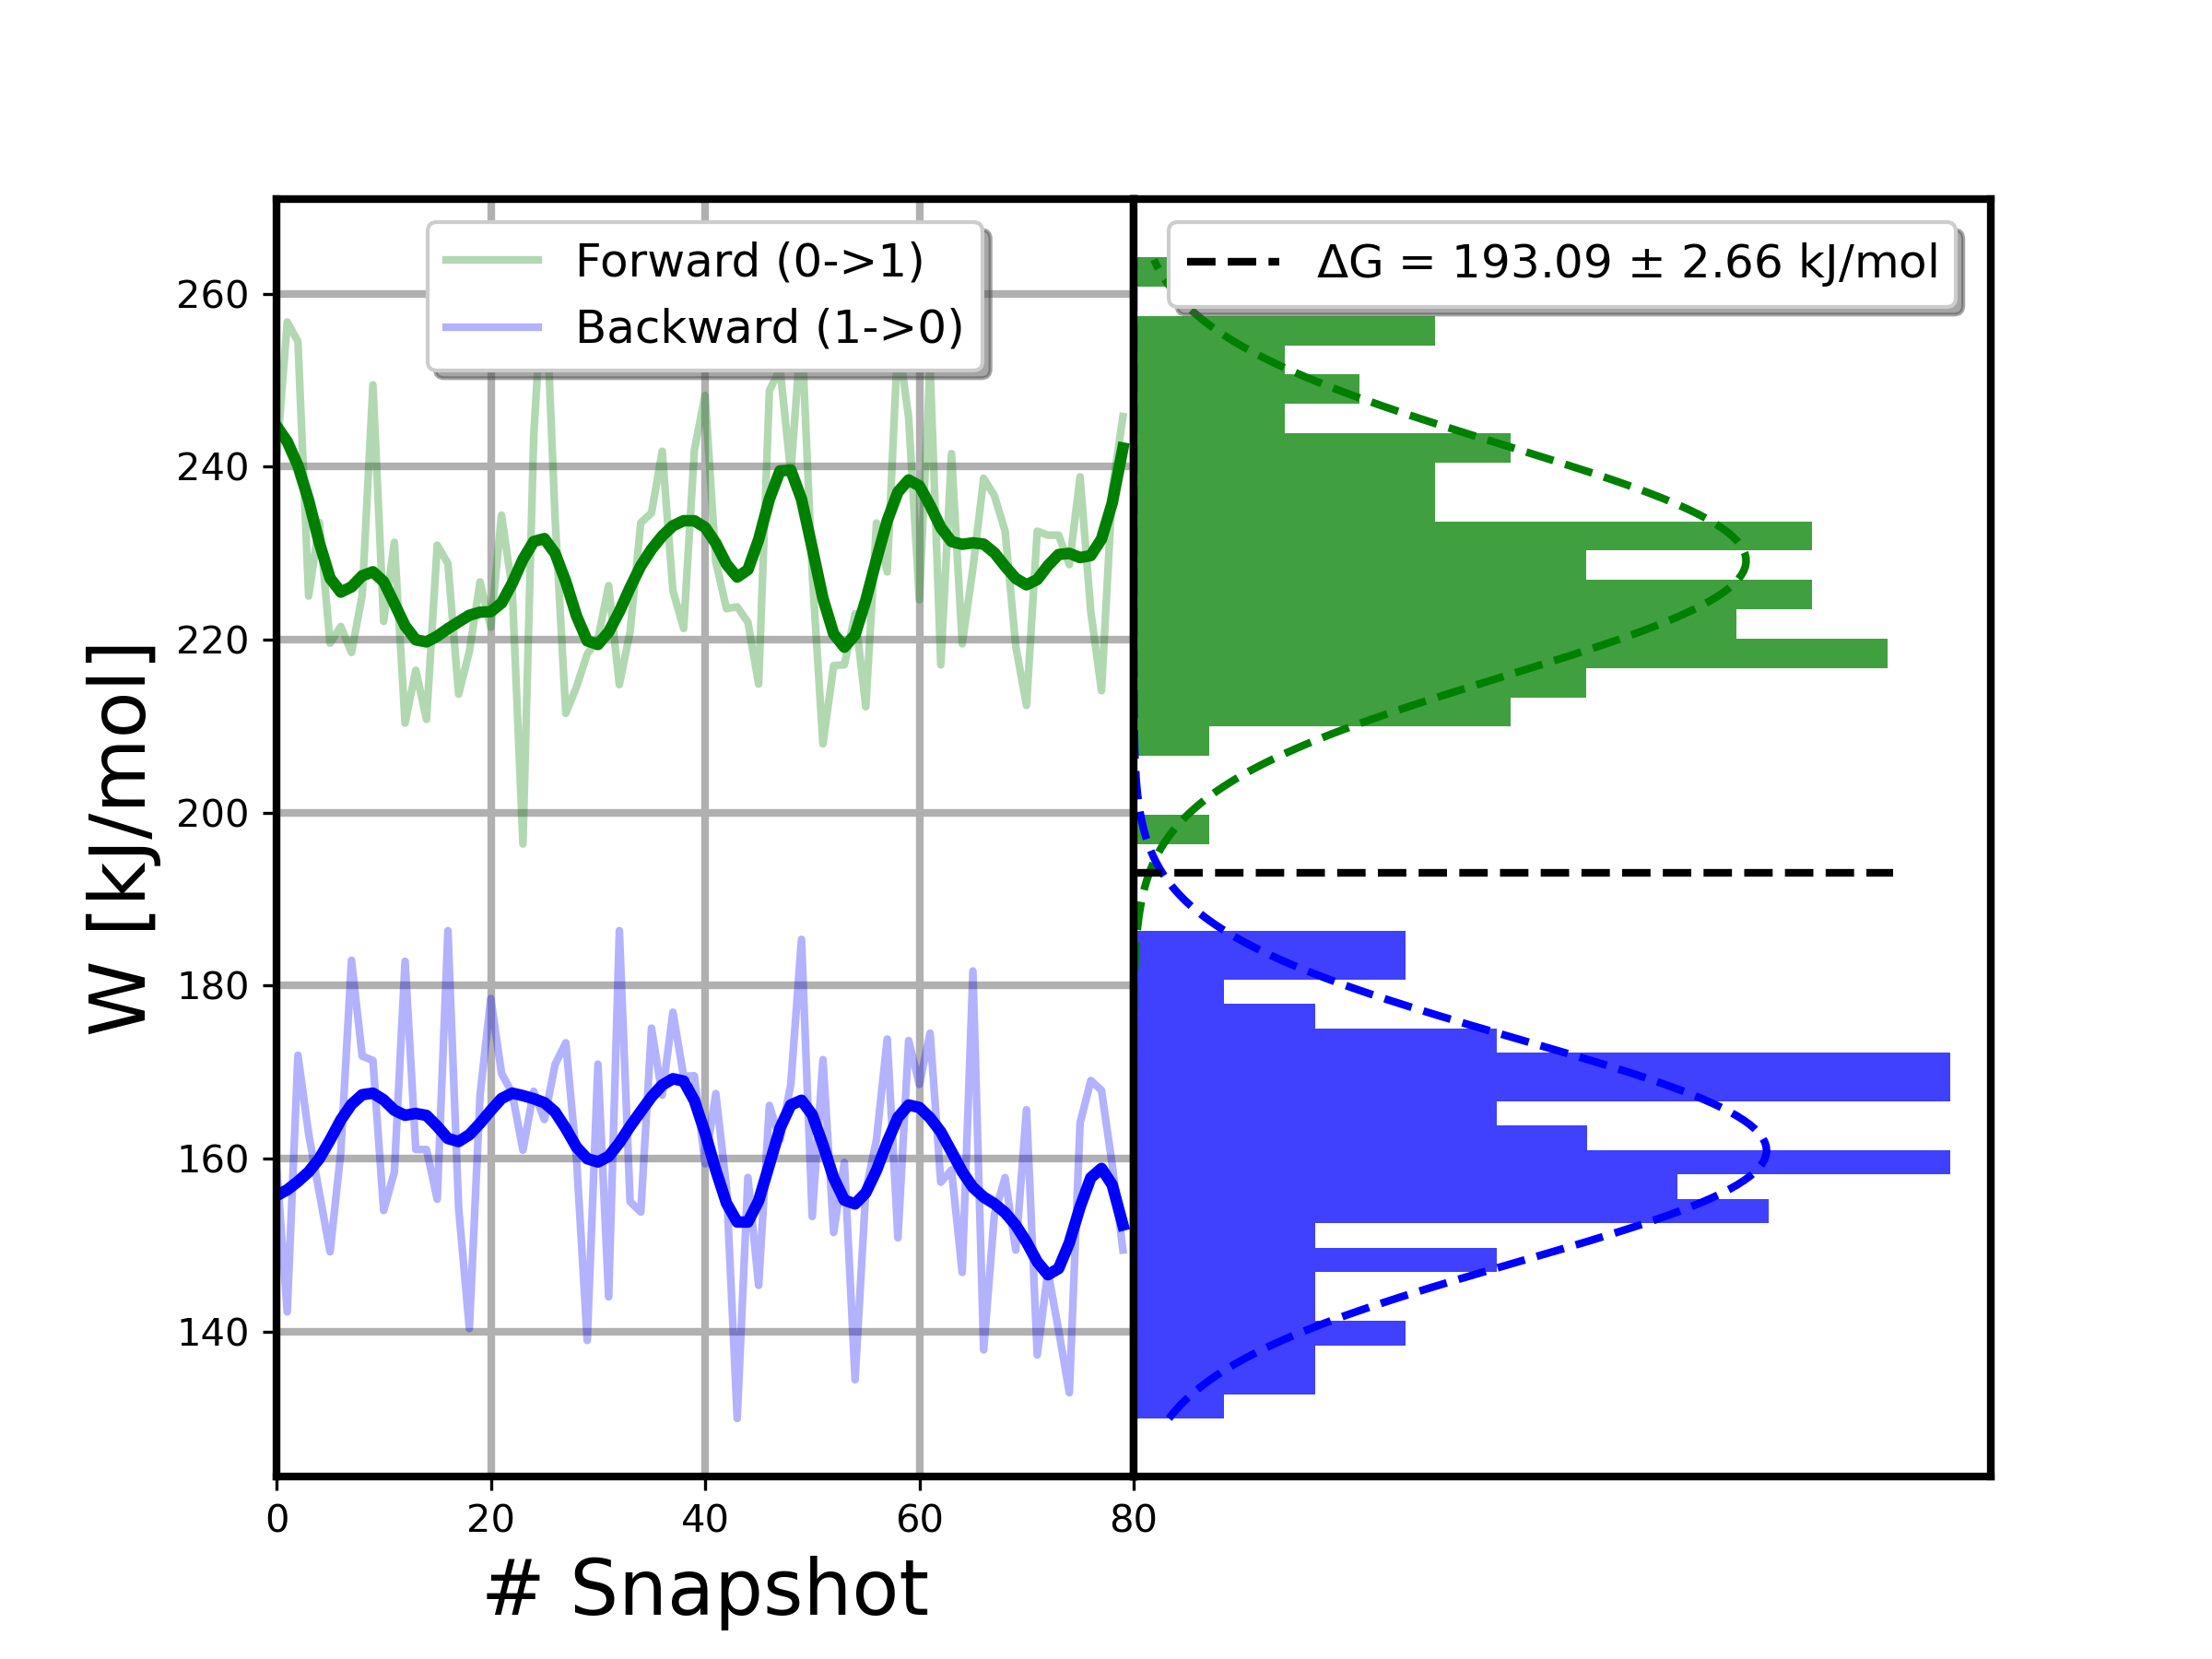 Forward (0->1)
Backward (1->0)
ΔG = 193.09 ± 2.66 kJ/mol
W [kJ/mol]
260
240
220
200
180
160
140
0 20 40 60 80
# Snapshot